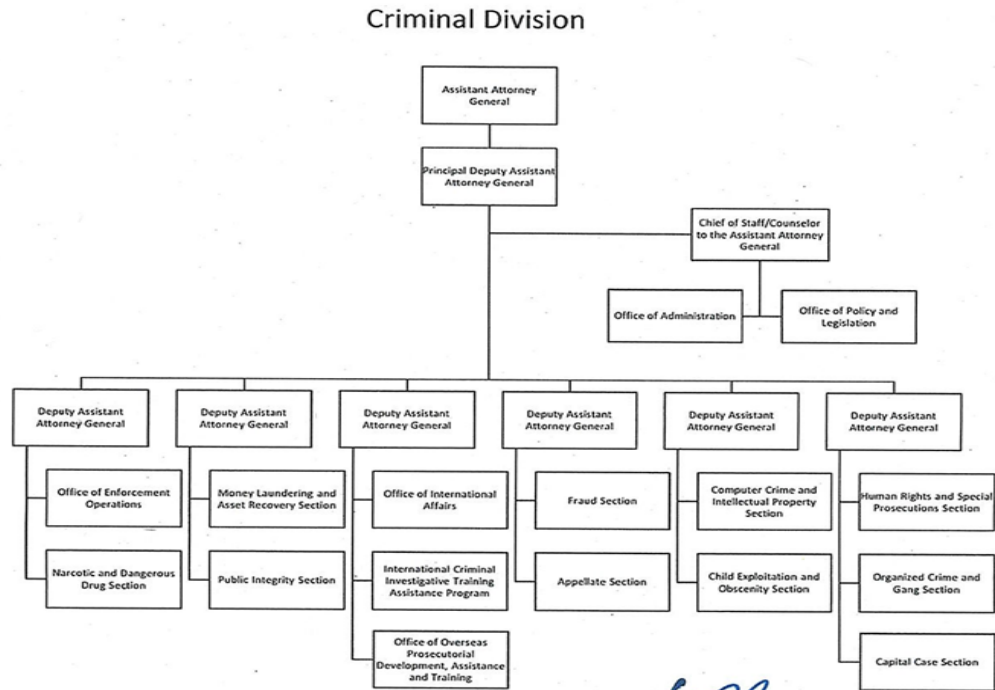 Criminal Division
Assistant Attorney
General
Principal Deputy Assistant
Attorney General
Chief of Staff/Counselor
to the Assistant Attorney
General
Office of Administration
Office of Policy and
Legislation
Deputy Assistant
Attorney General
Deputy Assistant
Attorney General
Deputy Assistant
Attorney General
Deputy Assistant
Attorney General
Deputy Assistant
Attorney General
Deputy Assistant
Attorney General
Office of Enforcement
Operations
Money Laundering and
Asset Recovery Section
Office of International
Affairs
Fraud Section
Computer Crime and
Intellectual Property
Section
Human Rights and Special
Prosecutions Section
Narcotic and Dangerous
Drug Section
Public Integrity Section
International Criminal
Investigative Training
Assistance Program
Appellate Section
Child Exploitation and
Obscenity Section
Organized Crime and
Gang Section
Office of Overseas
Prosecutorial
Development, Assistance
and Training
Capital Case Section